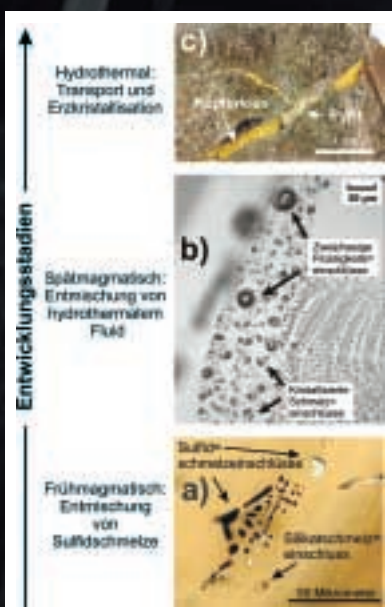 Entwicklungsstadien
Hydrothermal:
Transport und
Erzkristallisation
c)
Spätmagmatisch:
Entmischung von
hydrothermalem
Fluid
b)
Zweiphasige
Flüssigkeits=
einschlüsse
Kristallisierte
Schmelz=
einschlüsse
Frühmagmatisch:
Entmischung
von
Sulfidschmelze
a)
Sulfid=
schmelzeinschlüsse
Silikatschmelz=
einschluss